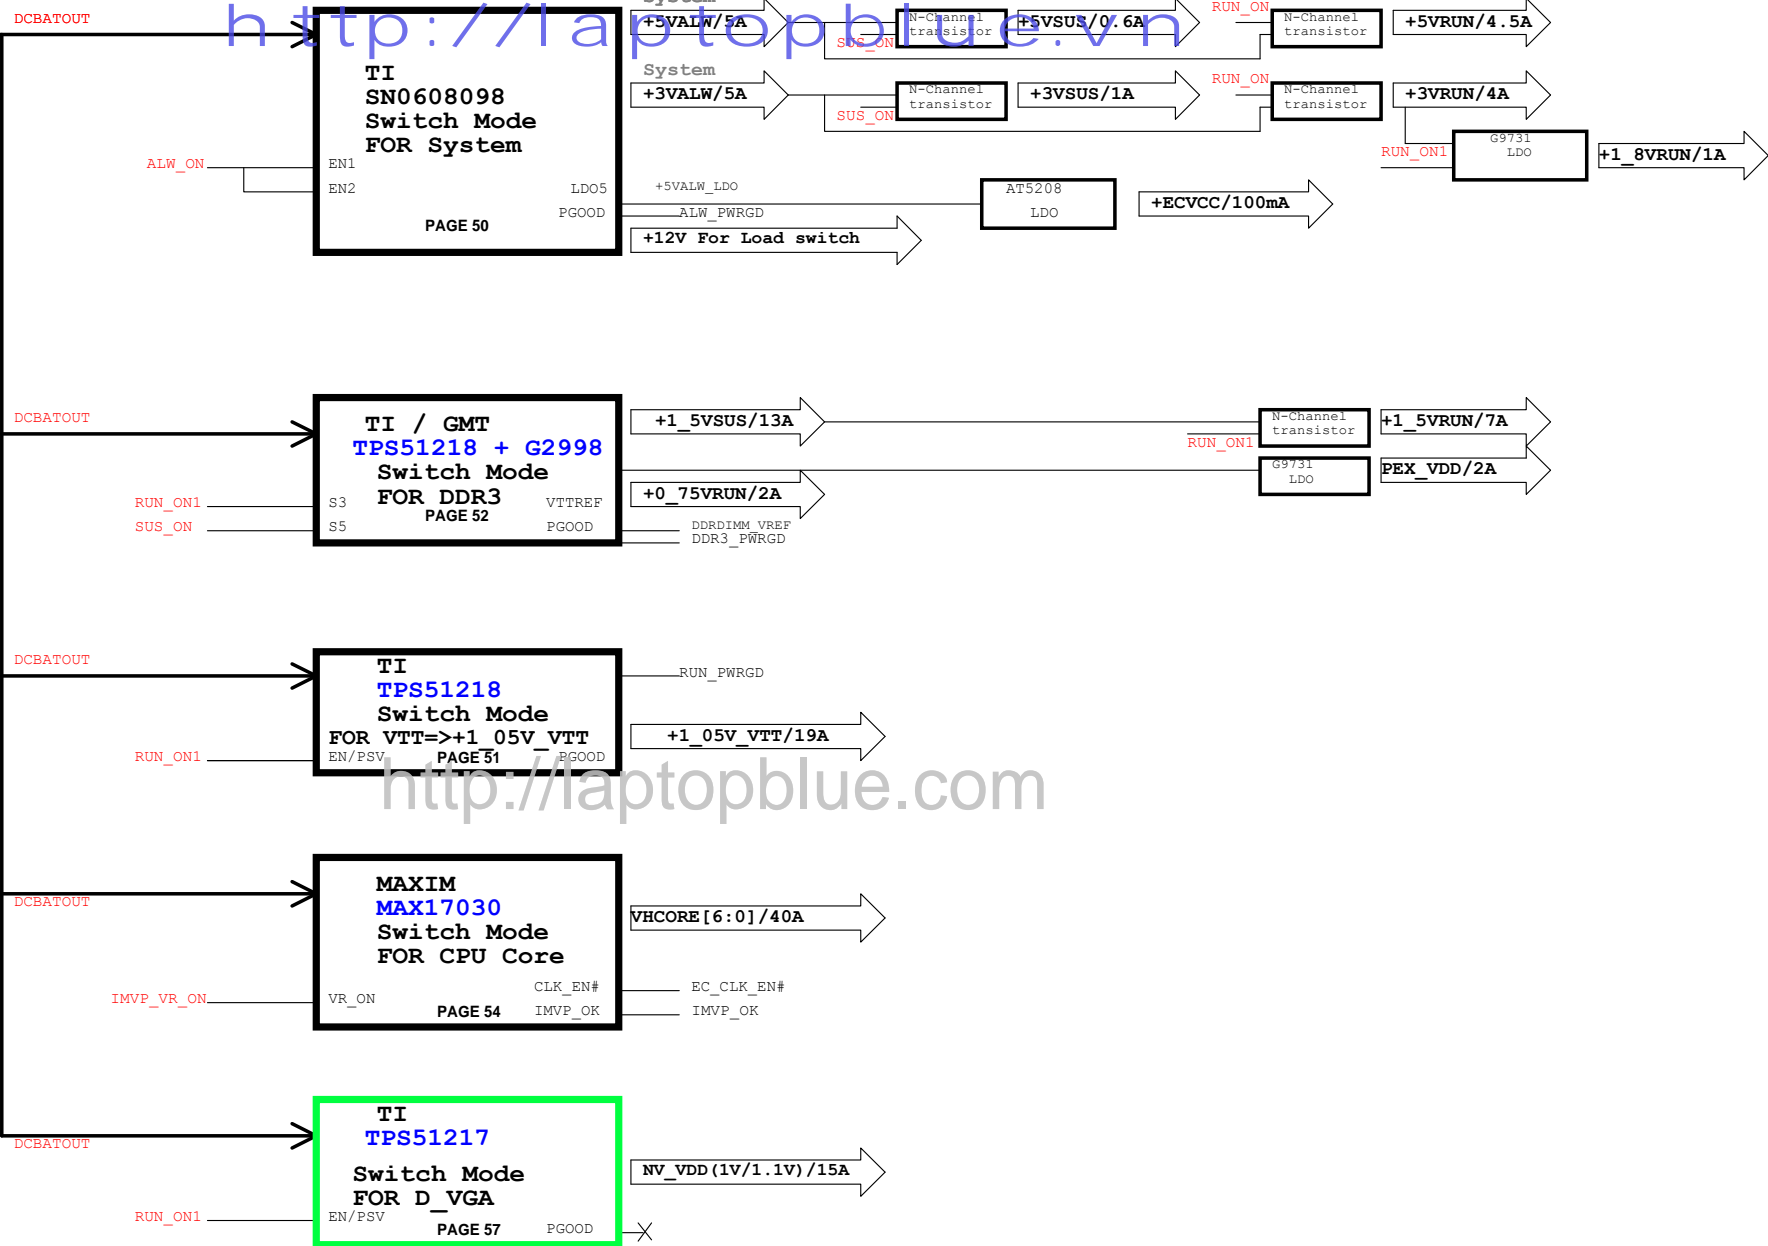 http://laptopblue.vn
DCBATOUT
TI
SN0608098
Switch Mode
FOR System
ALW_ON
EN1
EN2
LDO5
PGOOD
PAGE 50
System
+5VALW/5A
SUS_ON
N-Channel
transistor
+5VSUS/0.6A
RUN_ON
N-Channel
transistor
+5VRUN/4.5A
System
+3VALW/5A
SUS_ON
N-Channel
transistor
+3VSUS/1A
RUN_ON
N-Channel
transistor
+3VRUN/4A
RUN_ON1
G9731
LDO
+1_8VRUN/1A
+5VALW_LDO
ALW_PWRGD
AT5208
LDO
+ECVCC/100mA
+12V For Load switch
DCBATOUT
TI / GMT
TPS51218 + G2998
Switch Mode
FOR DDR3
PAGE 52
RUN_ON1
S3
SUS_ON
S5
VTTREF
PGOOD
+1_5VSUS/13A
RUN_ON1
N-Channel
transistor
+1_5VRUN/7A
G9731
LDO
PEX_VDD/2A
+0_75VRUN/2A
DDRDIMM_VREF
DDR3_PWRGD
DCBATOUT
TI
TPS51218
Switch Mode
FOR VTT=>+1_05V_VTT
RUN_ON1
EN/PSV
PAGE 51
PGOOD
RUN_PWRGD
+1_05V_VTT/19A
http://laptopblue.com
DCBATOUT
MAXIM
MAX17030
Switch Mode
FOR CPU Core
IMVP_VR_ON
VR_ON
PAGE 54
CLK_EN#
IMVP_OK
VHCORE[6:0]/40A
EC_CLK_EN#
IMVP_OK
DCBATOUT
TI
TPS51217
Switch Mode
FOR D_VGA
RUN_ON1
EN/PSV
PAGE 57
PGOOD
NV_VDD(1V/1.1V)/15A